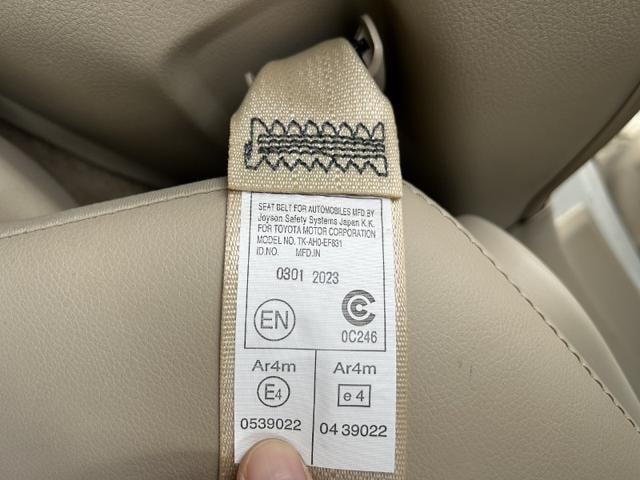 SEAT BELT FOR AUTOMOBILES MFD.BY
Joyson Safety Systems Japan K.K.
FOR TOYOTA MOTOR CORPORATION
MODEL NO. TK-AH0-EF831
ID.NO. MFD.IN
0301 2023
EN
0C246
Ar4m Ar4m
E4 e4
0539022 04 39022